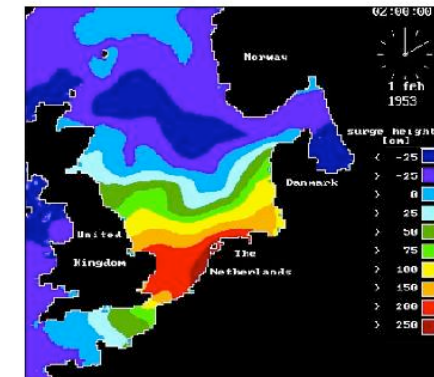 02:00:00
Norway
1 feb
1953
surge height
[cm]
< -25
> -25
> 0
> 25
> 50
> 75
> 100
> 150
> 200
> 250
Danmark
United
Kingdom
The
Netherlands